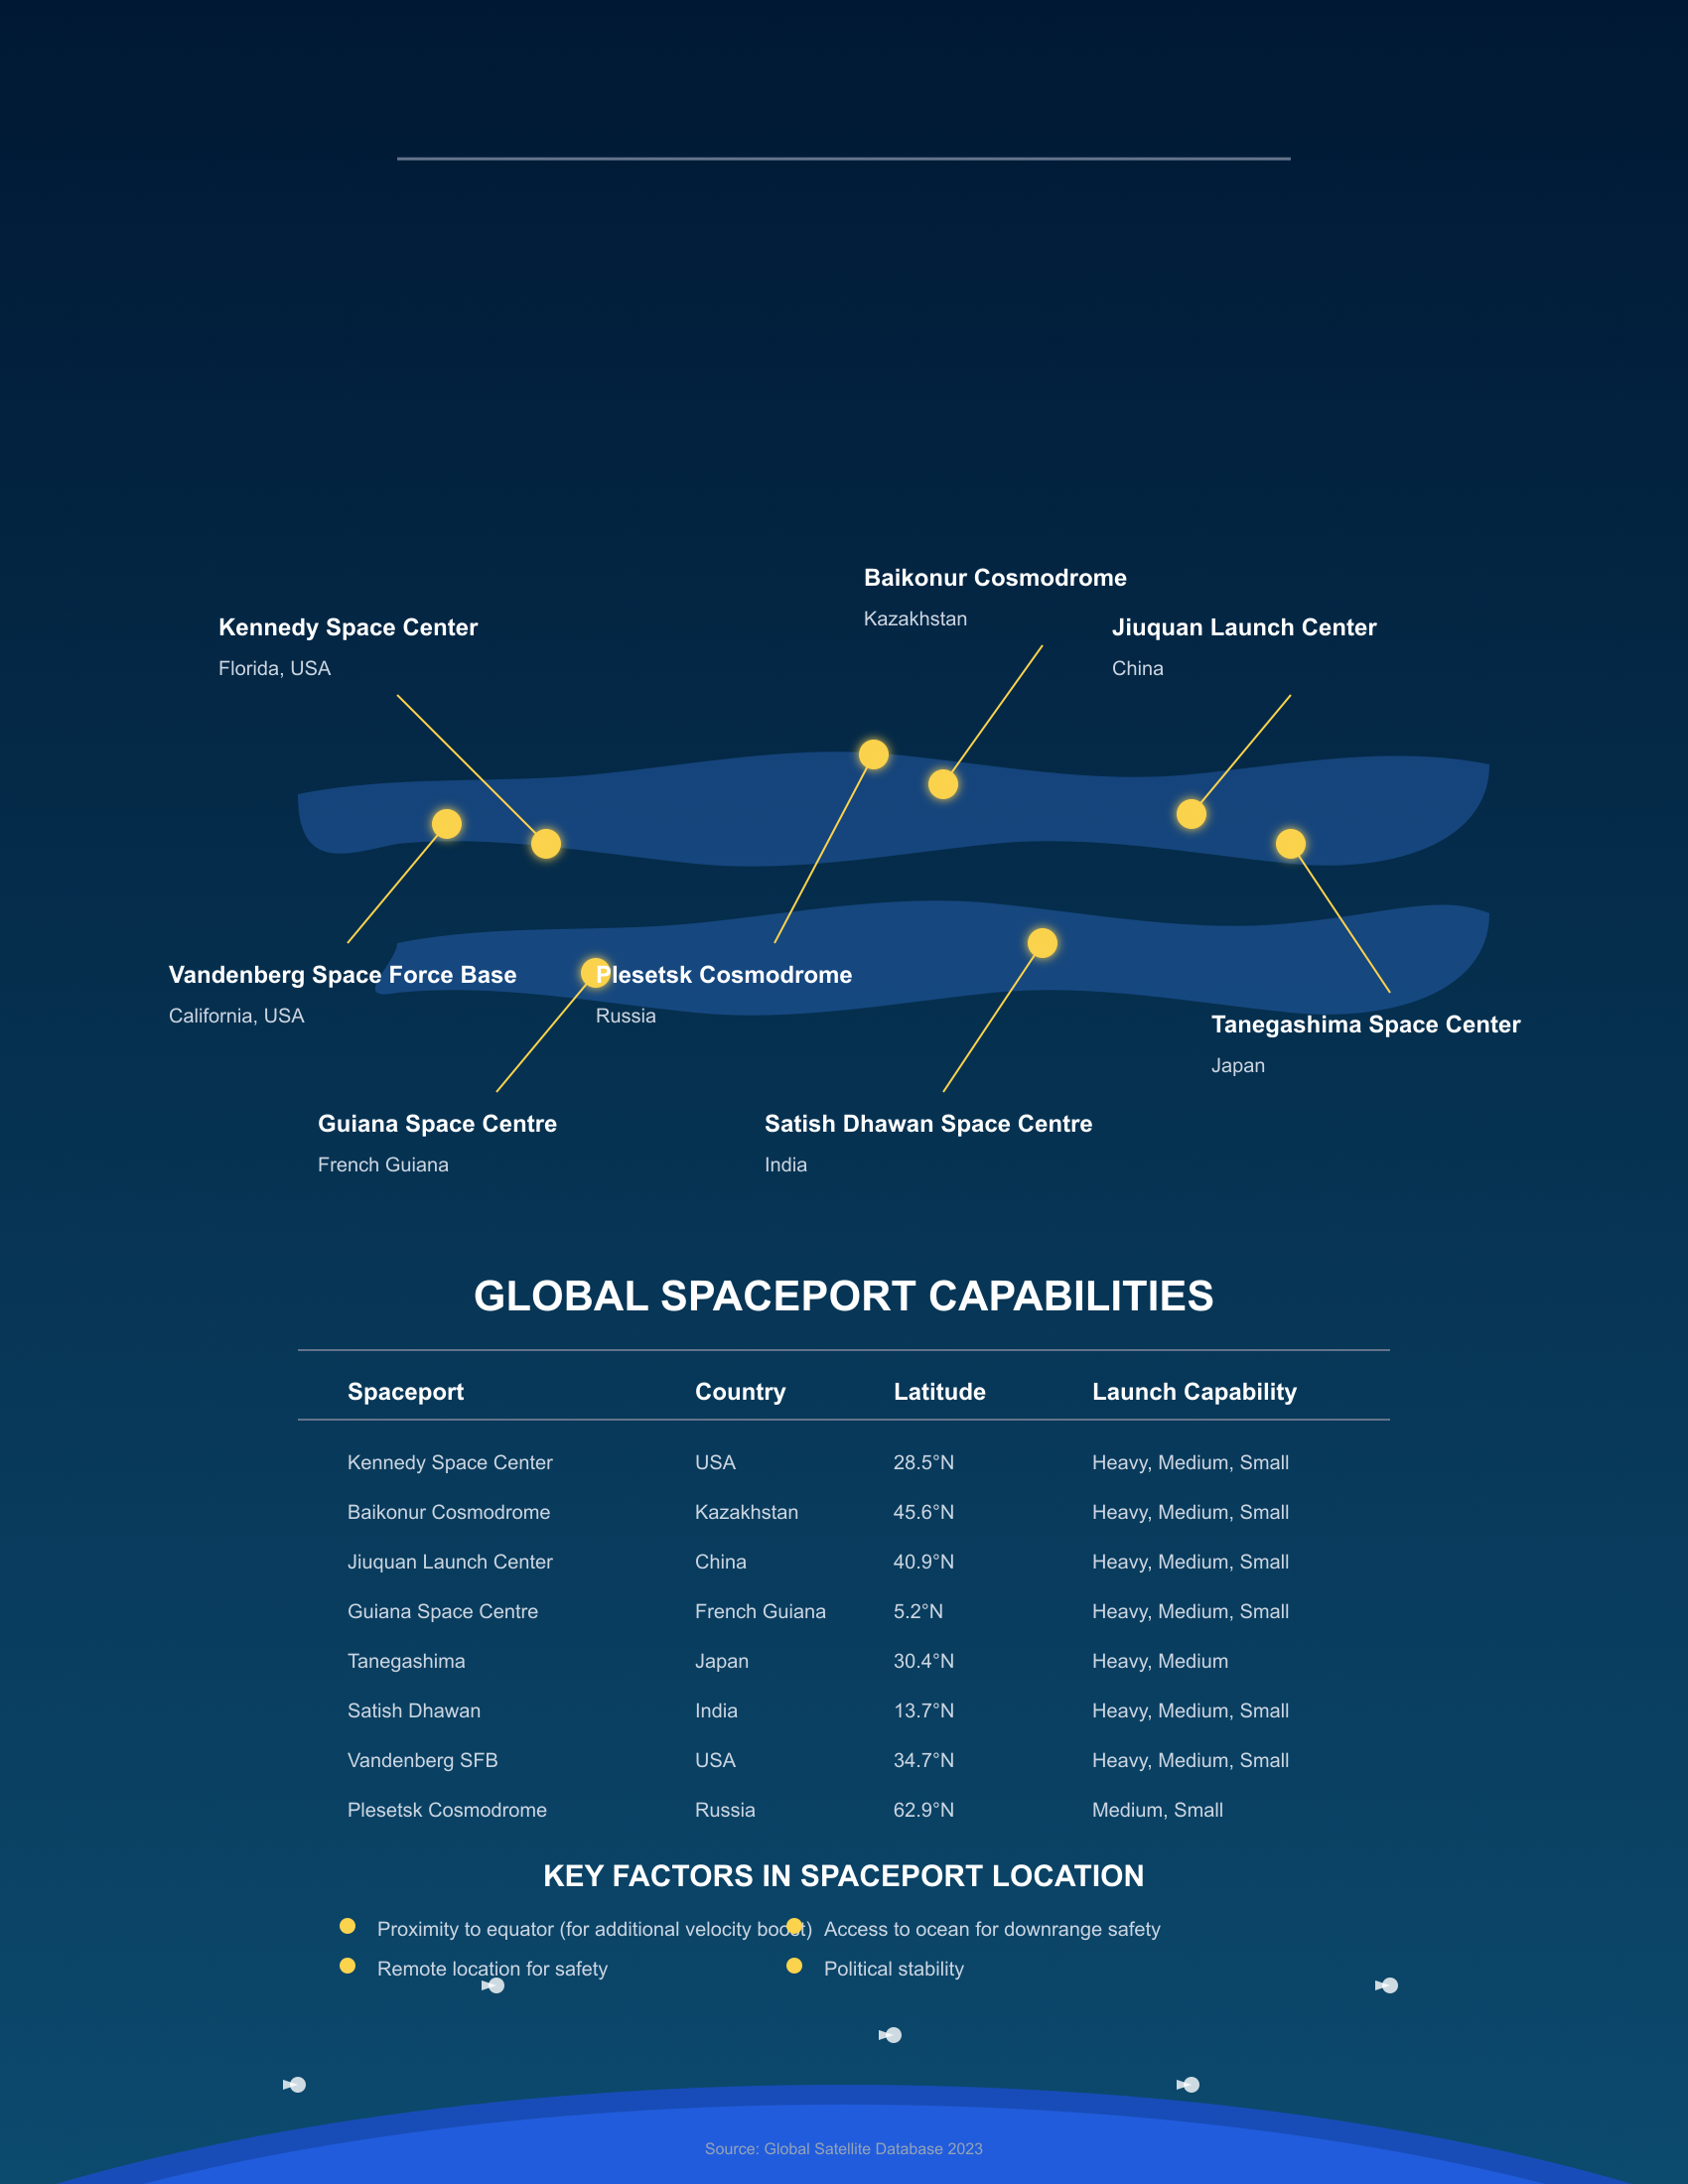 Baikonur Cosmodrome
Kazakhstan
Kennedy Space Center
Florida, USA
Jiuquan Launch Center
China
Vandenberg Space Force Base
California, USA
Plesetsk Cosmodrome
Russia
Tanegashima Space Center
Japan
Guiana Space Centre
French Guiana
Satish Dhawan Space Centre
India
GLOBAL SPACEPORT CAPABILITIES
Spaceport Country Latitude Launch Capability
Kennedy Space Center USA 28.5°N Heavy, Medium, Small
Baikonur Cosmodrome Kazakhstan 45.6°N Heavy, Medium, Small
Jiuquan Launch Center China 40.9°N Heavy, Medium, Small
Guiana Space Centre French Guiana 5.2°N Heavy, Medium, Small
Tanegashima Japan 30.4°N Heavy, Medium
Satish Dhawan India 13.7°N Heavy, Medium, Small
Vandenberg SFB USA 34.7°N Heavy, Medium, Small
Plesetsk Cosmodrome Russia 62.9°N Medium, Small
KEY FACTORS IN SPACEPORT LOCATION
Proximity to equator (for additional velocity boost) Access to ocean for downrange safety
Remote location for safety Political stability
Source: Global Satellite Database 2023